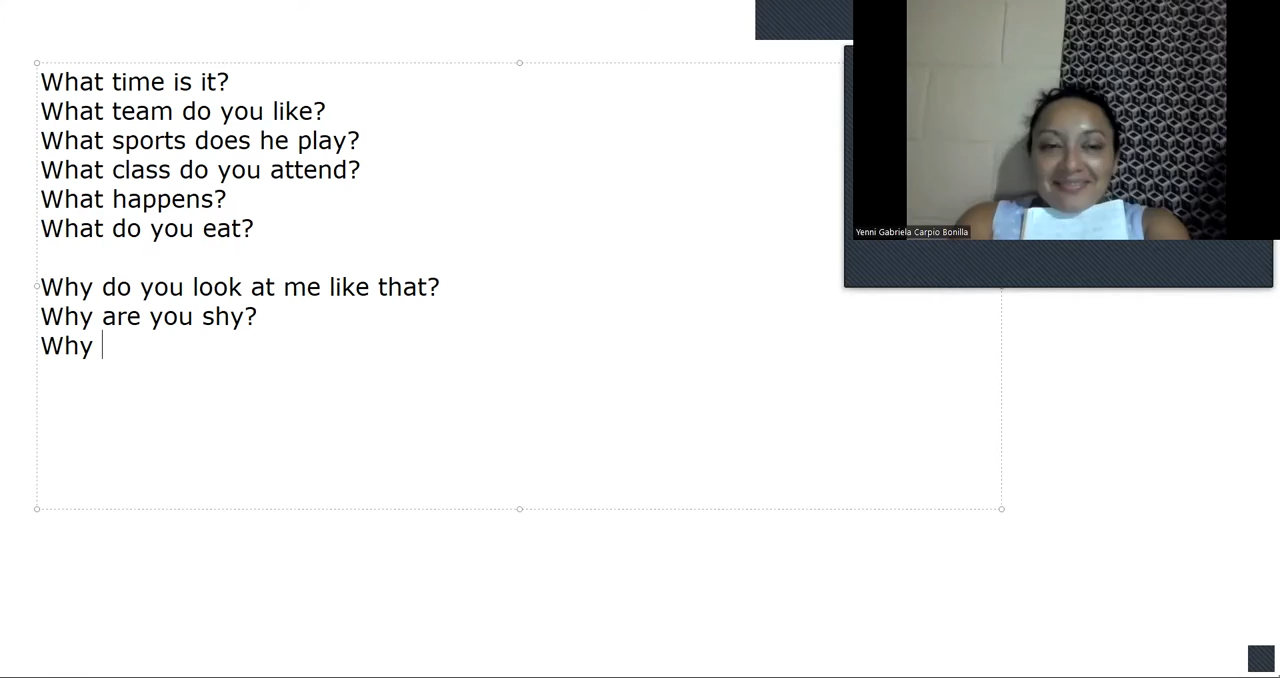 What time is it?
What team do you like?
What sports does he play?
What class do you attend?
What happens?
What do you eat?
Why do you look at me like that?
Why are you shy?
Why
Yenni Gabriela Carpio Bonilla